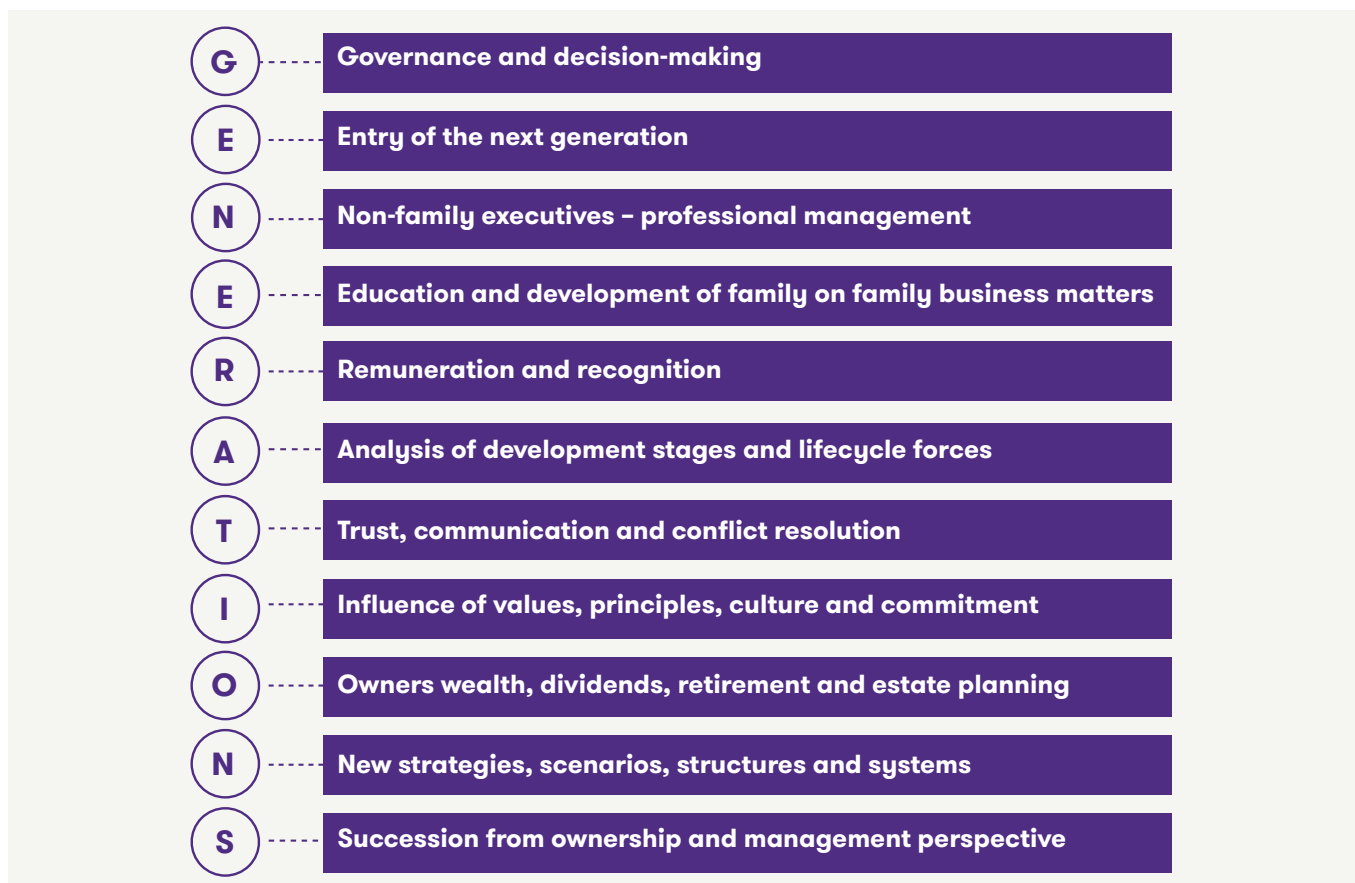 G Governance and decision-making
E Entry of the next generation
N Non-family executives – professional management
E Education and development of family on family business matters
R Remuneration and recognition
A Analysis of development stages and lifecycle forces
T Trust, communication and conflict resolution
I Influence of values, principles, culture and commitment
O Owners wealth, dividends, retirement and estate planning
N New strategies, scenarios, structures and systems
S Succession from ownership and management perspective